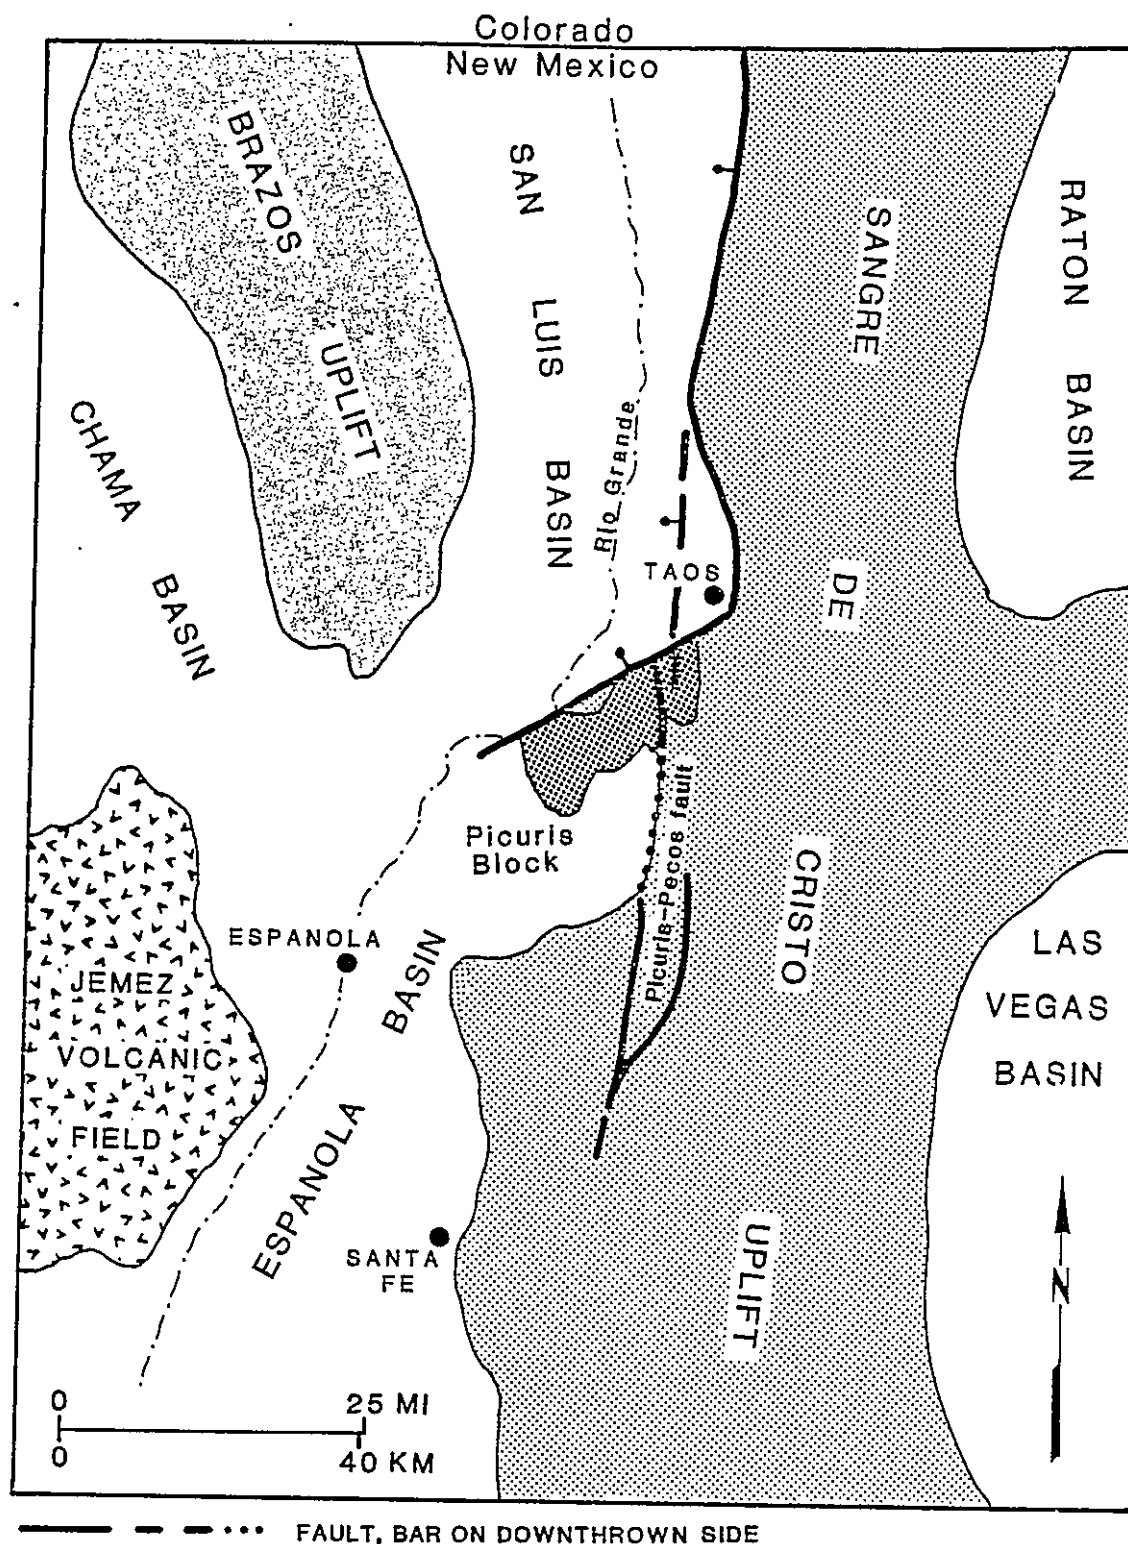 Colorado
New Mexico
BRAZOS
UPLIFT
SAN
LUIS
BASIN
Rio Grande
SANGRE
DE
CRISTO
UPLIFT
RATON
BASIN
CHAMA
BASIN
TAOS
Picuris
Block
Picuris-Pecos fault
ESPANOLA
ESPANOLA
BASIN
JEMEZ
VOLCANIC
FIELD
LAS
VEGAS
BASIN
SANTA
FE
N
0 25 MI
0 40 KM
FAULT, BAR ON DOWNTHROWN SIDE